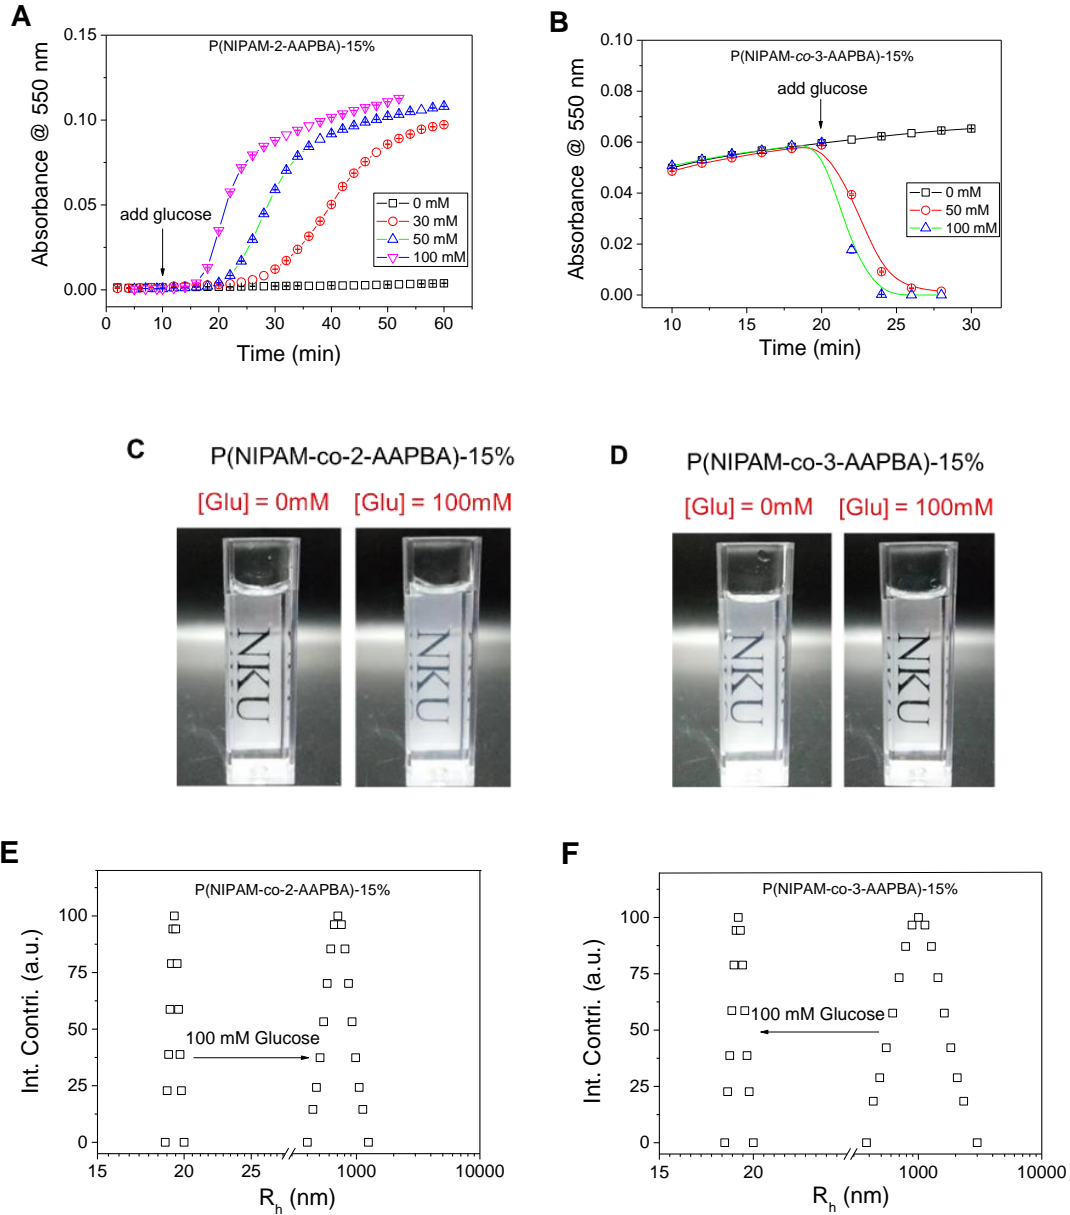 A
P(NIPAM-2-AAPBA)-15%
Absorbance @ 550 nm
0.15
0.10
0.05
0.00
add glucose
0 mM
30 mM
50 mM
100 mM
0 10 20 30 40 50 60
Time (min)
B
P(NIPAM-co-3-AAPBA)-15%
Absorbance @ 550 nm
0.10
0.08
0.06
0.04
0.02
0.00
add glucose
0 mM
50 mM
100 mM
10 15 20 25 30
Time (min)
C
P(NIPAM-co-2-AAPBA)-15%
[Glu] = 0mM [Glu] = 100mM
NKU NKU
D
P(NIPAM-co-3-AAPBA)-15%
[Glu] = 0mM [Glu] = 100mM
NKU NKU
E
P(NIPAM-co-2-AAPBA)-15%
Int. Contri. (a.u.)
100
75
50
25
0
100 mM Glucose
15 20 1000 10000
Rh (nm)
F
P(NIPAM-co-3-AAPBA)-15%
Int. Contri. (a.u.)
100
75
50
25
0
100 mM Glucose
15 20 1000 10000
Rh (nm)